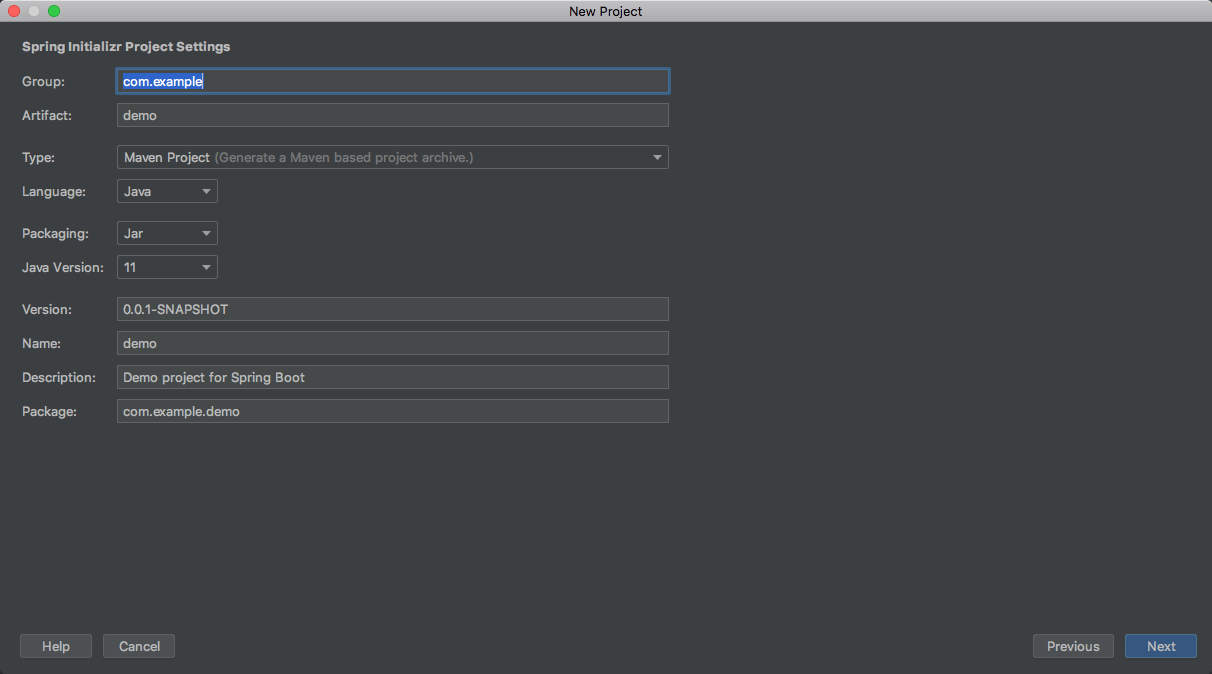 New Project
Spring Initializr Project Settings
Group: com.example
Artifact: demo
Type: Maven Project (Generate a Maven based project archive.)
Language: Java
Packaging: Jar
Java Version: 11
Version: 0.0.1-SNAPSHOT
Name: demo
Description: Demo project for Spring Boot
Package: com.example.demo
Help Cancel Previous Next